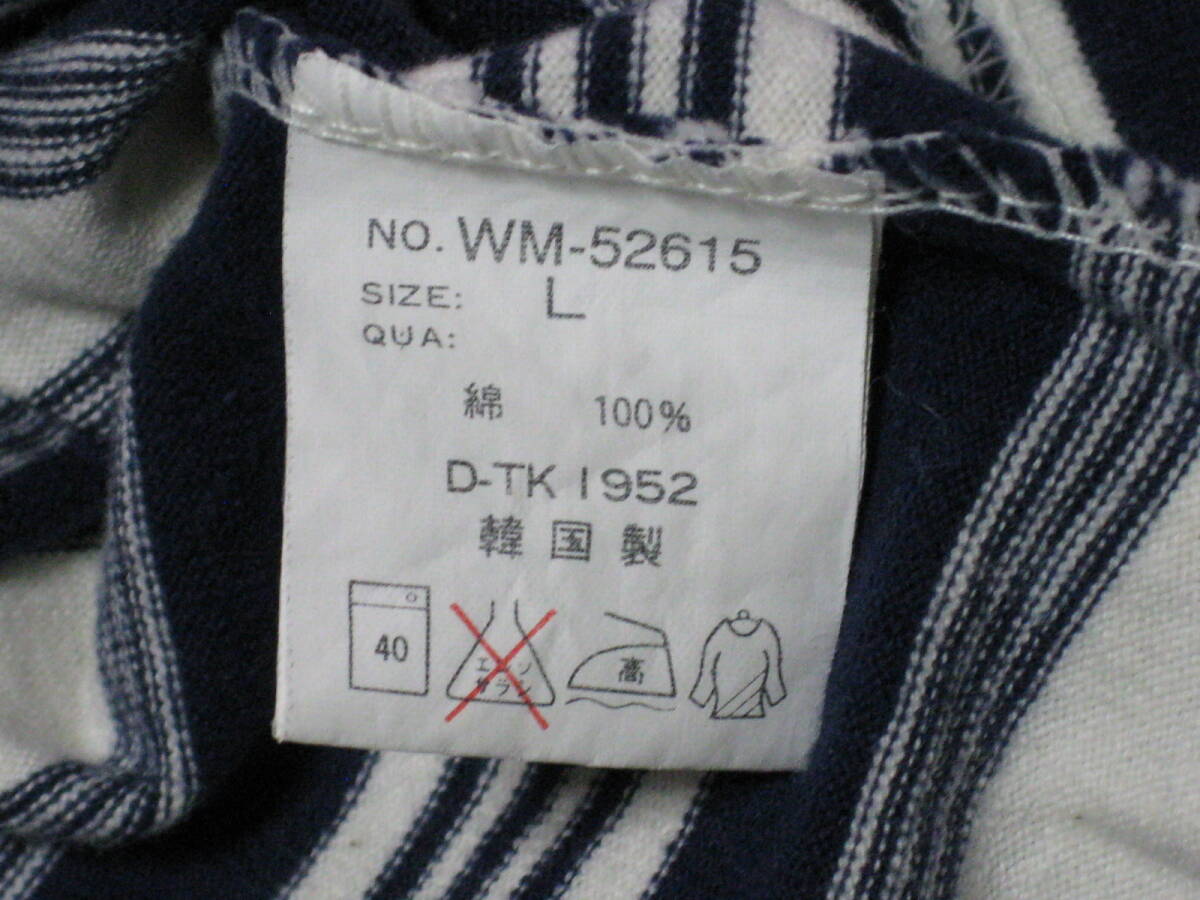 NO. WM-52615
SIZE: L
QUA:
綿 100%
D-TK 1952
韓国製
40
エンソ
サラシ
高